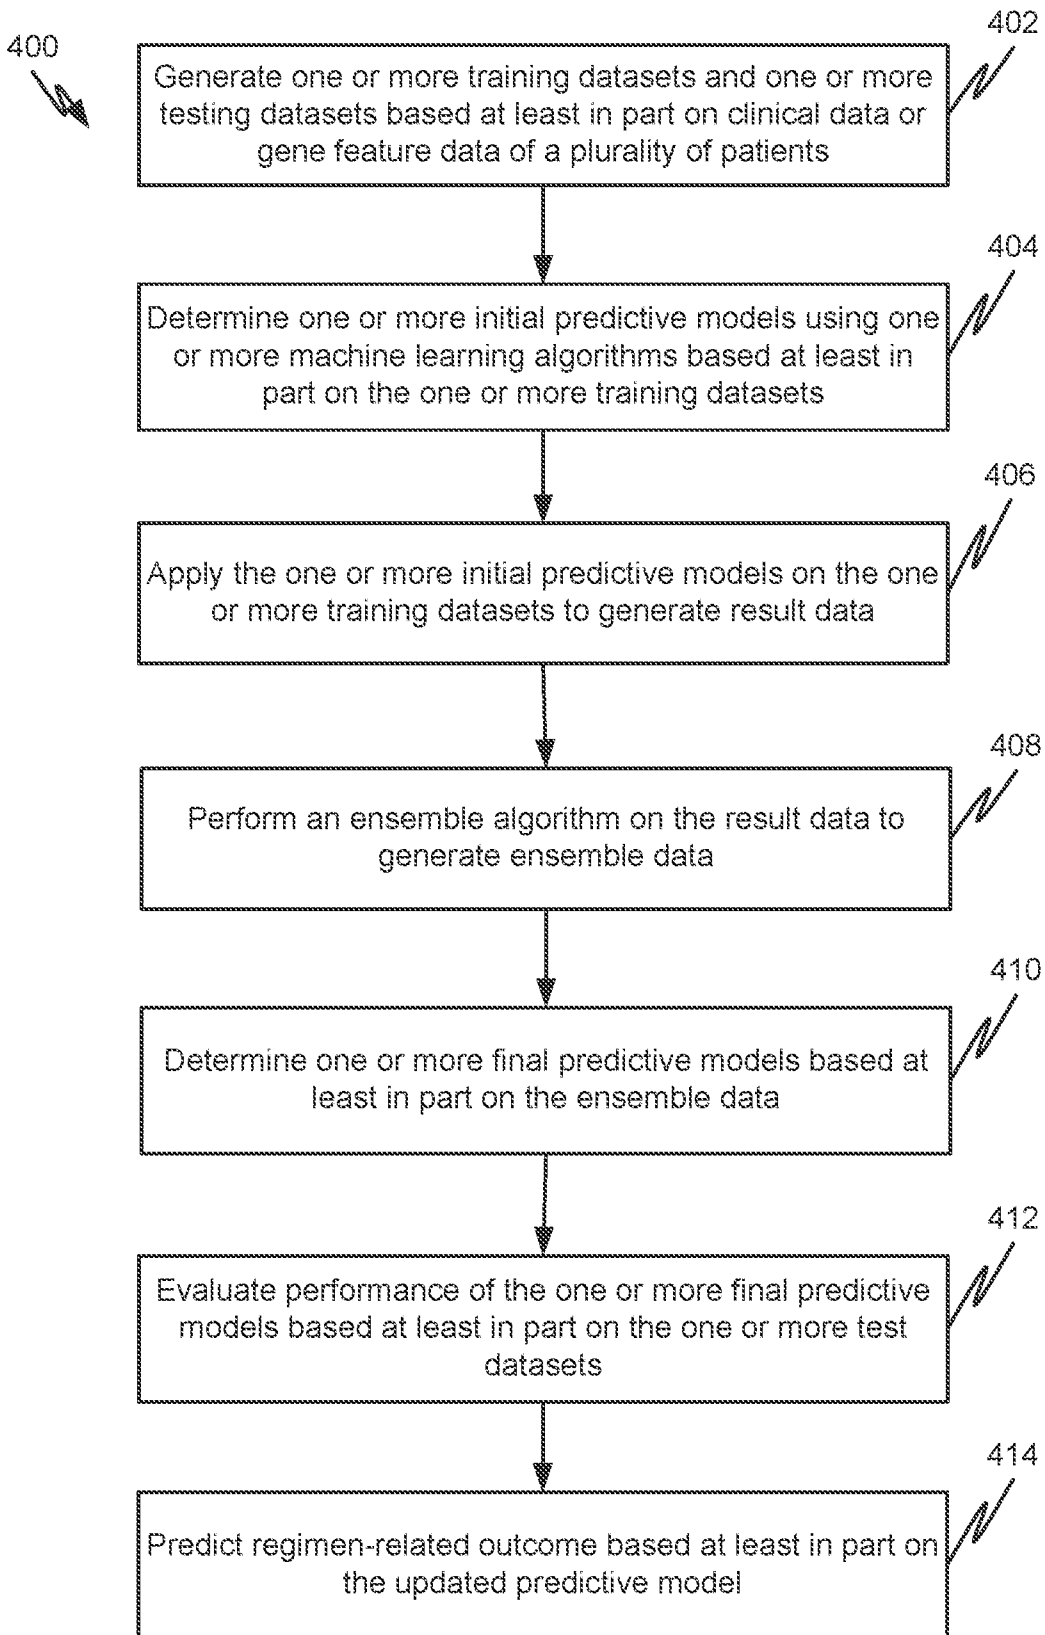 400
402
Generate one or more training datasets and one or more
testing datasets based at least in part on clinical data or
gene feature data of a plurality of patients
404
Determine one or more initial predictive models using one
or more machine learning algorithms based at least in
part on the one or more training datasets
406
Apply the one or more initial predictive models on the one
or more training datasets to generate result data
408
Perform an ensemble algorithm on the result data to
generate ensemble data
410
Determine one or more final predictive models based at
least in part on the ensemble data
412
Evaluate performance of the one or more final predictive
models based at least in part on the one or more test
datasets
414
Predict regimen-related outcome based at least in part on
the updated predictive model